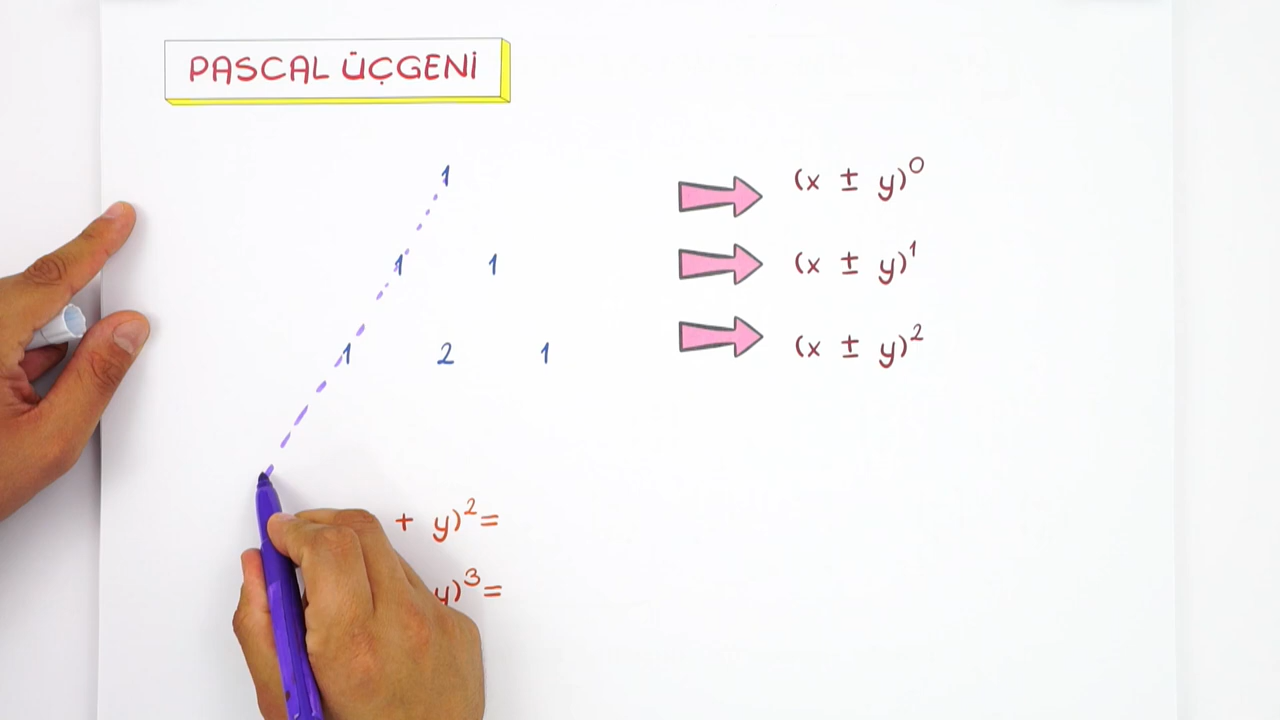 PASCAL ÜÇGENİ
1
1 1
1 2 1
(x ± y)⁰
(x ± y)¹
(x ± y)²
+ y)²=
y)³=